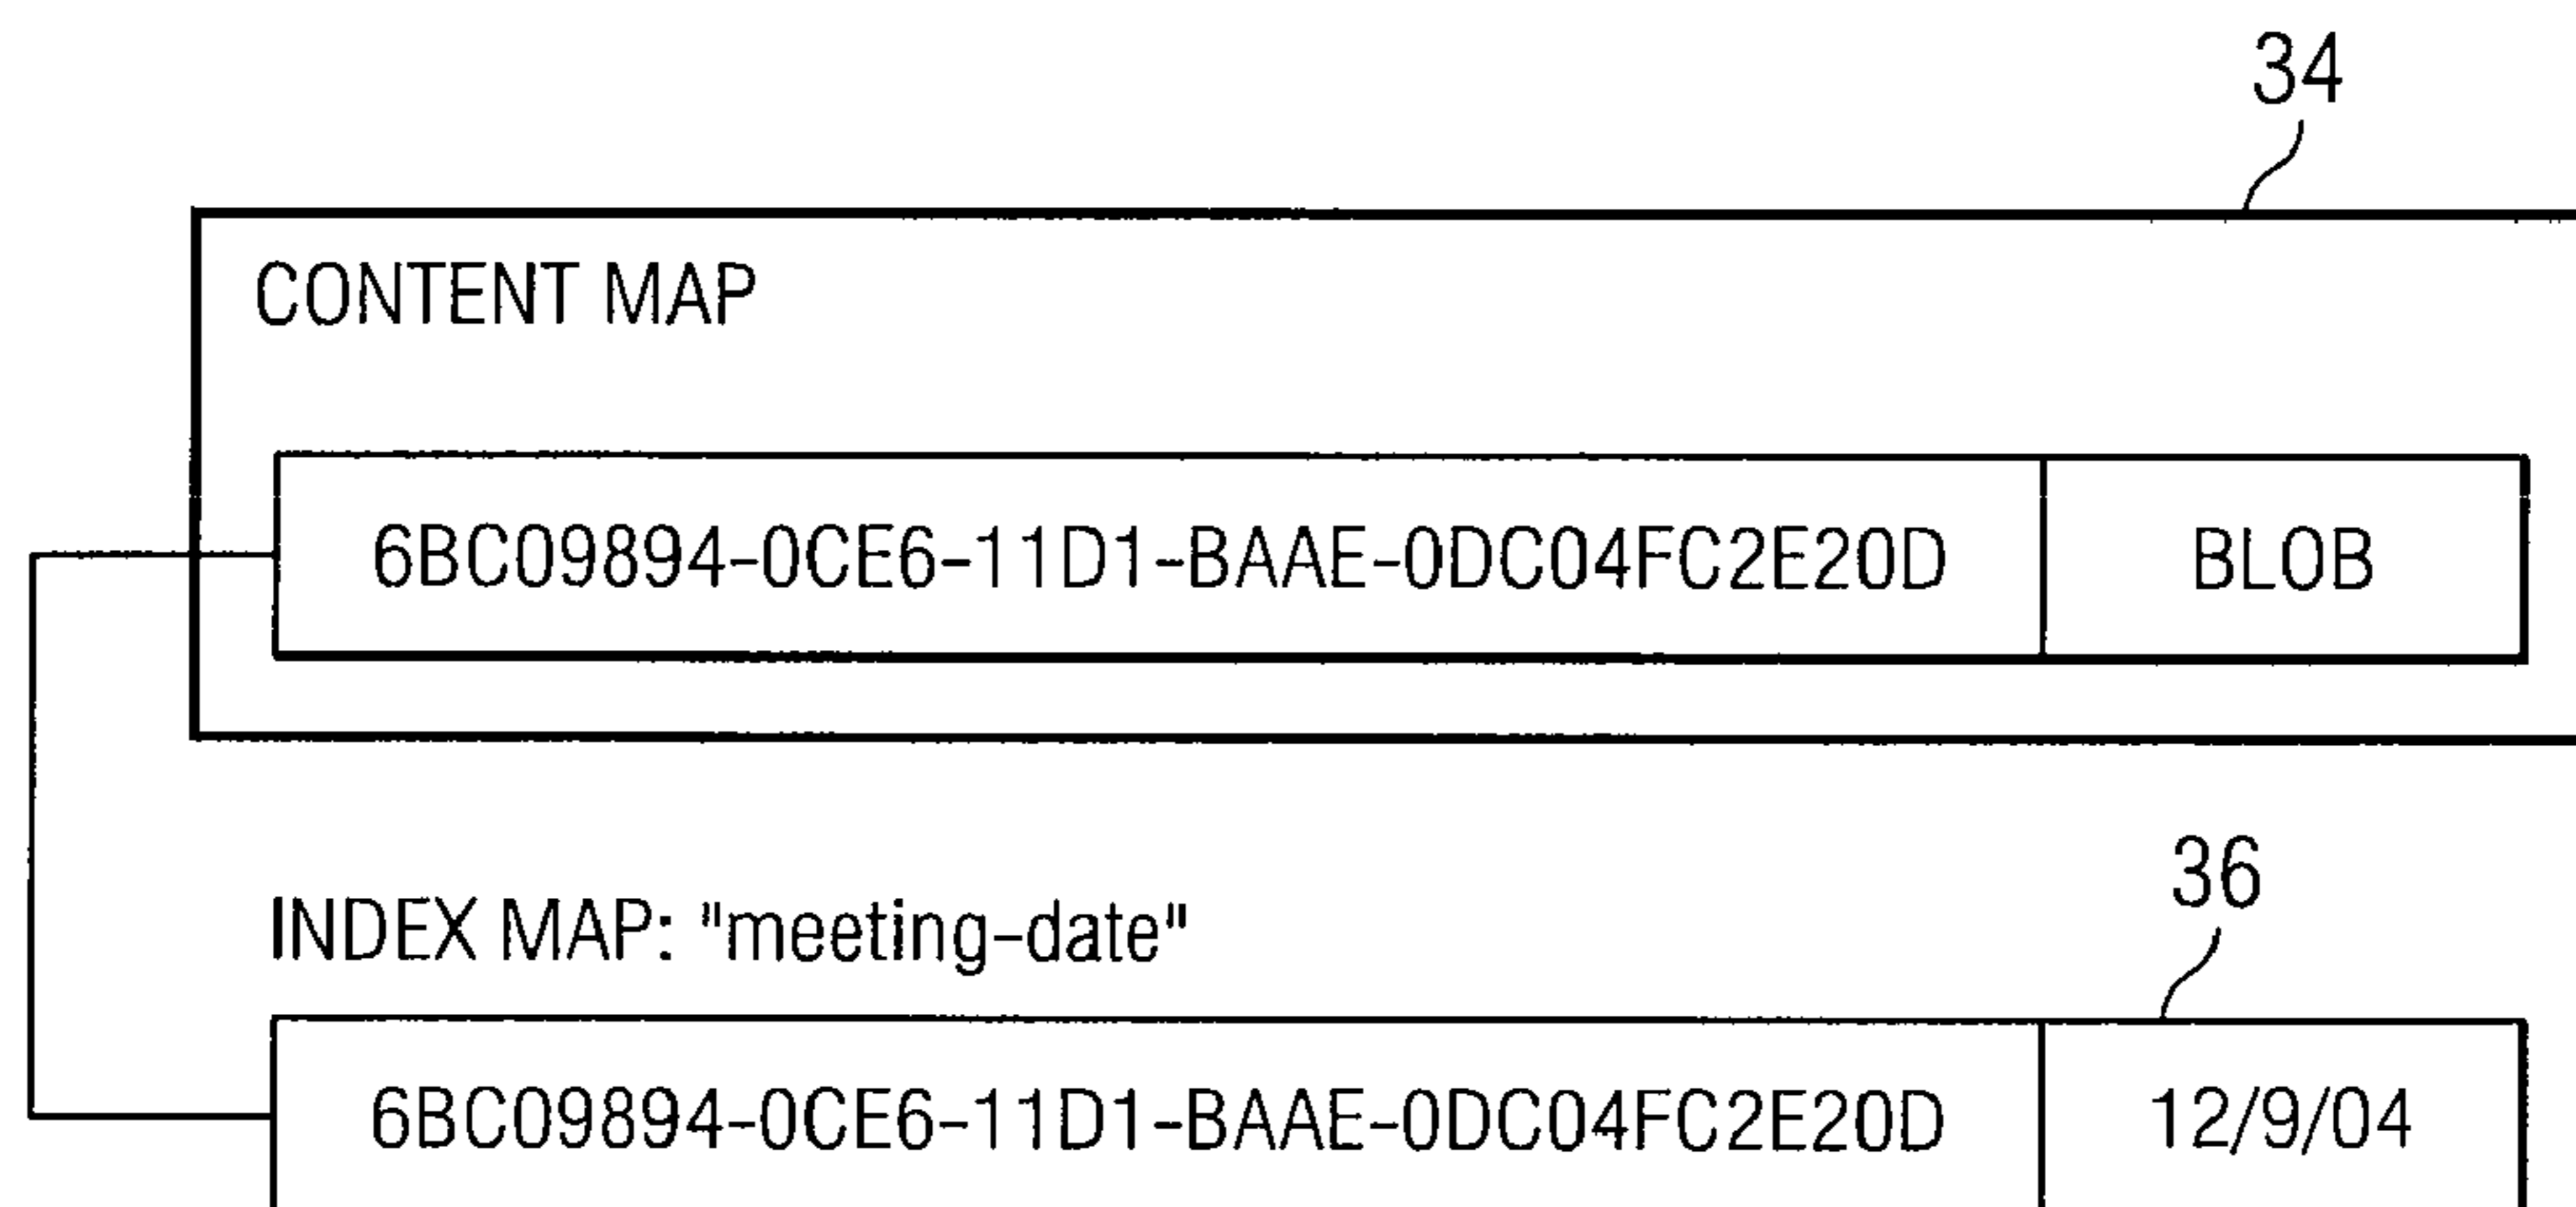 34
CONTENT MAP
6BC09894-0CE6-11D1-BAAE-0DC04FC2E20D BLOB
36
INDEX MAP: "meeting-date"
6BC09894-0CE6-11D1-BAAE-0DC04FC2E20D 12/9/04